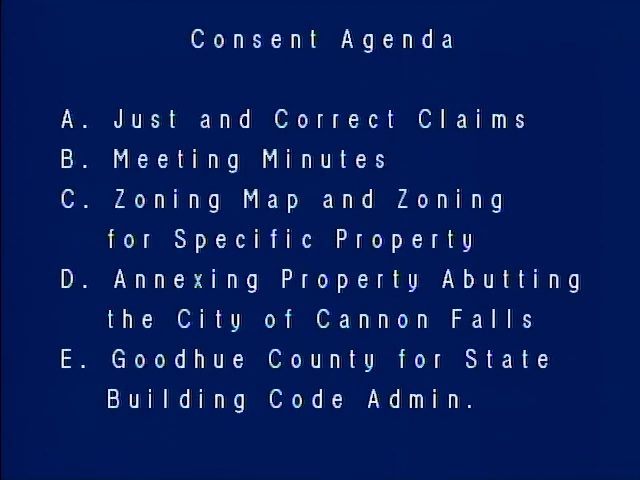 Consent Agenda
A. Just and Correct Claims
B. Meeting Minutes
C. Zoning Map and Zoning
for Specific Property
D. Annexing Property Abutting
the City of Cannon Falls
E. Goodhue County for State
Building Code Admin.